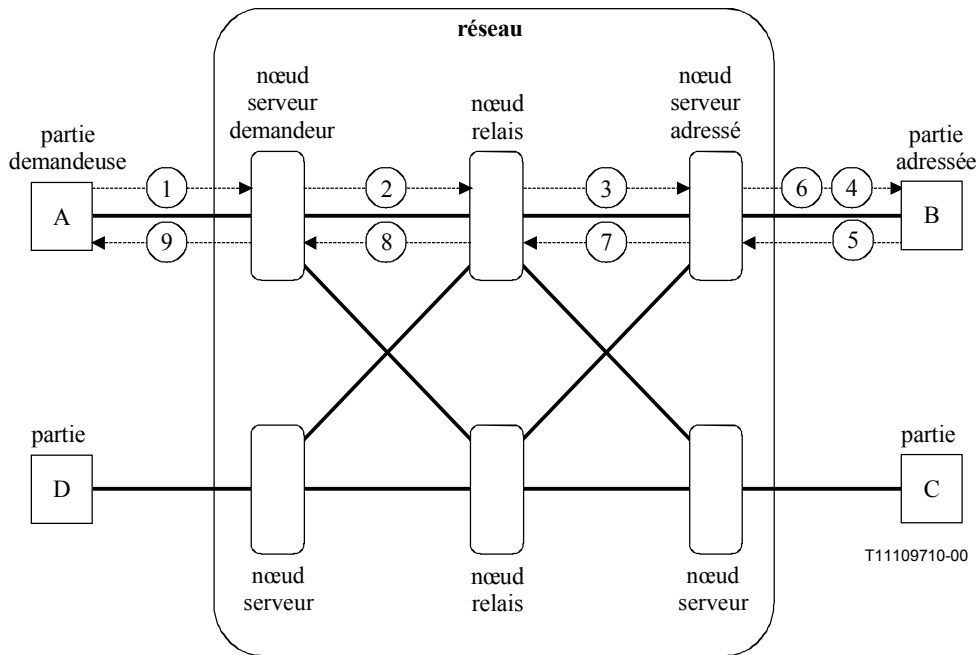 réseau
nœud
serveur
demandeur
nœud
relais
nœud
serveur
adressé
partie
demandeuse
partie
adressée
1
2
3
6
4
A
B
9
8
7
5
partie
partie
D
C
T11109710-00
nœud
serveur
nœud
relais
nœud
serveur